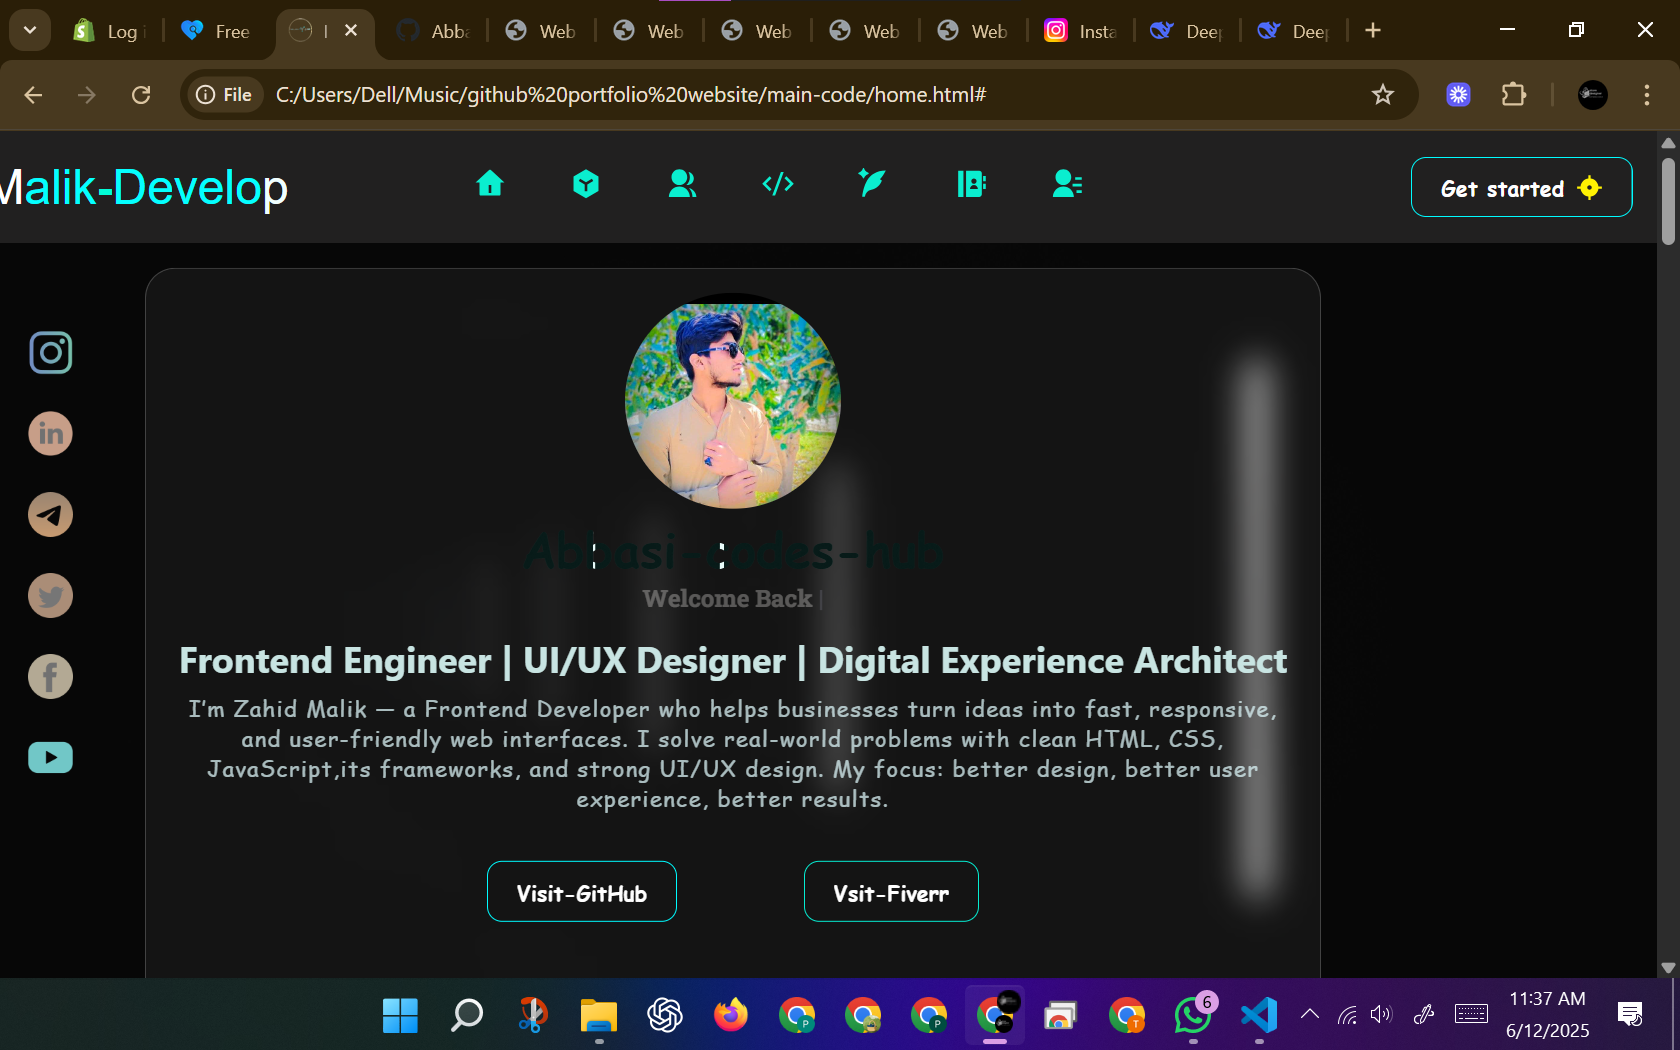 Log i
Free
Abba
Web
Web
Web
Web
Web
Insta
Deep
Deep
File
C:/Users/Dell/Music/github%20portfolio%20website/main-code/home.html#
Malik-Develop
Get started
in
Abbasi-codes-hub
Welcome Back |
Frontend Engineer | UI/UX Designer | Digital Experience Architect
I'm Zahid Malik — a Frontend Developer who helps businesses turn ideas into fast, responsive,
and user-friendly web interfaces. I solve real-world problems with clean HTML, CSS,
JavaScript,its frameworks, and strong UI/UX design. My focus: better design, better user
experience, better results.
Visit-GitHub
Vsit-Fiverr
P
P
T
6
11:37 AM
6/12/2025